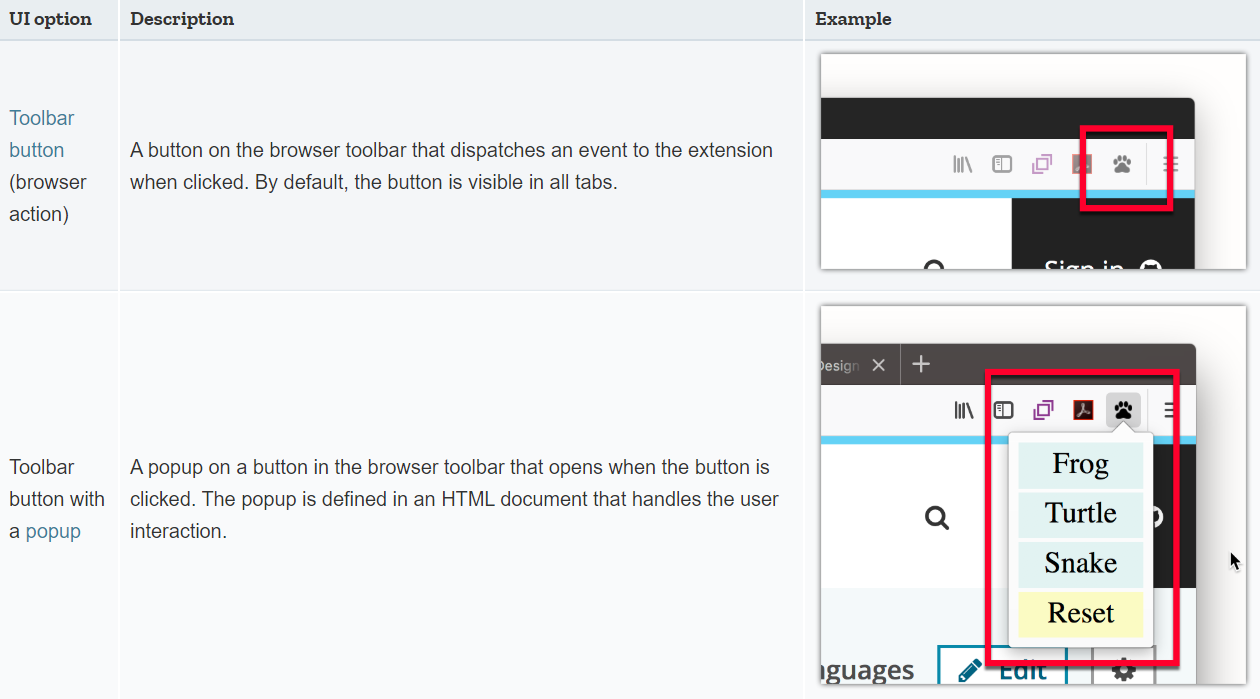 UI option Description Example
Toolbar
button
(browser
action)
A button on the browser toolbar that dispatches an event to the extension
when clicked. By default, the button is visible in all tabs.
Sign in
Toolbar
button with
a popup
A popup on a button in the browser toolbar that opens when the button is
clicked. The popup is defined in an HTML document that handles the user
interaction.
Design
Frog
Turtle
Snake
Reset
nguages Edit